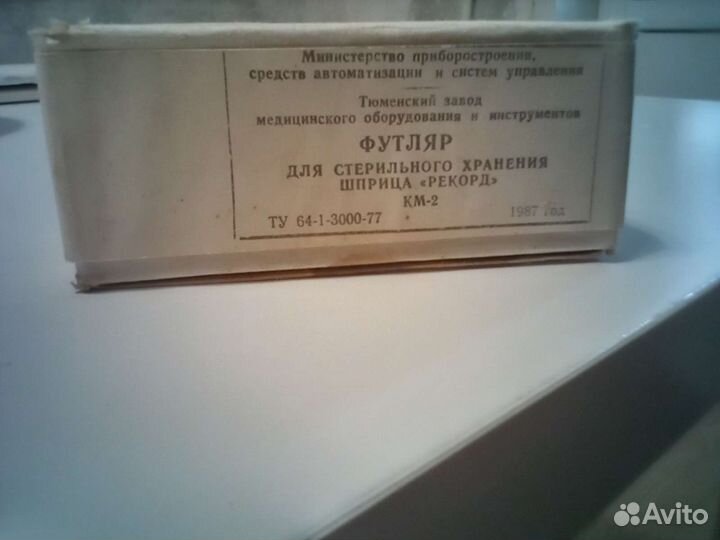 Министерство приборостроения,
средств автоматизации и систем управления
Тюменский завод
медицинского оборудования и инструментов
ФУТЛЯР
ДЛЯ СТЕРИЛЬНОГО ХРАНЕНИЯ
ШПРИЦА «РЕКОРД»
КМ-2
ТУ 64-1-3000-77 1987 год
Avito